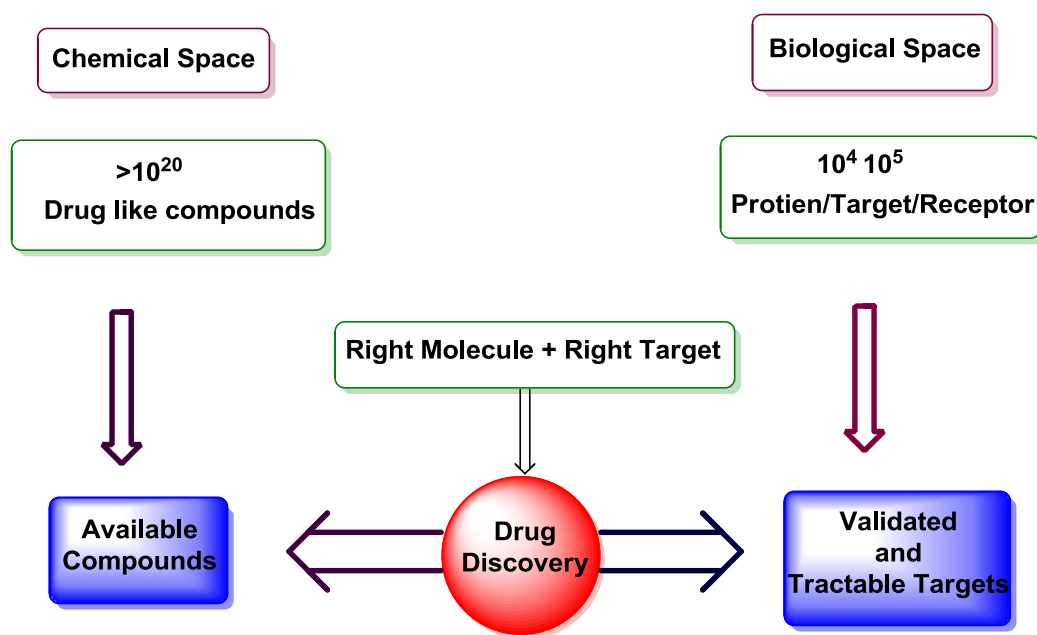 Chemical Space
Biological Space
>10²⁰
Drug like compounds
10⁴ 10⁵
Protien/Target/Receptor
Right Molecule + Right Target
Available
Compounds
Drug
Discovery
Validated
and
Tractable Targets